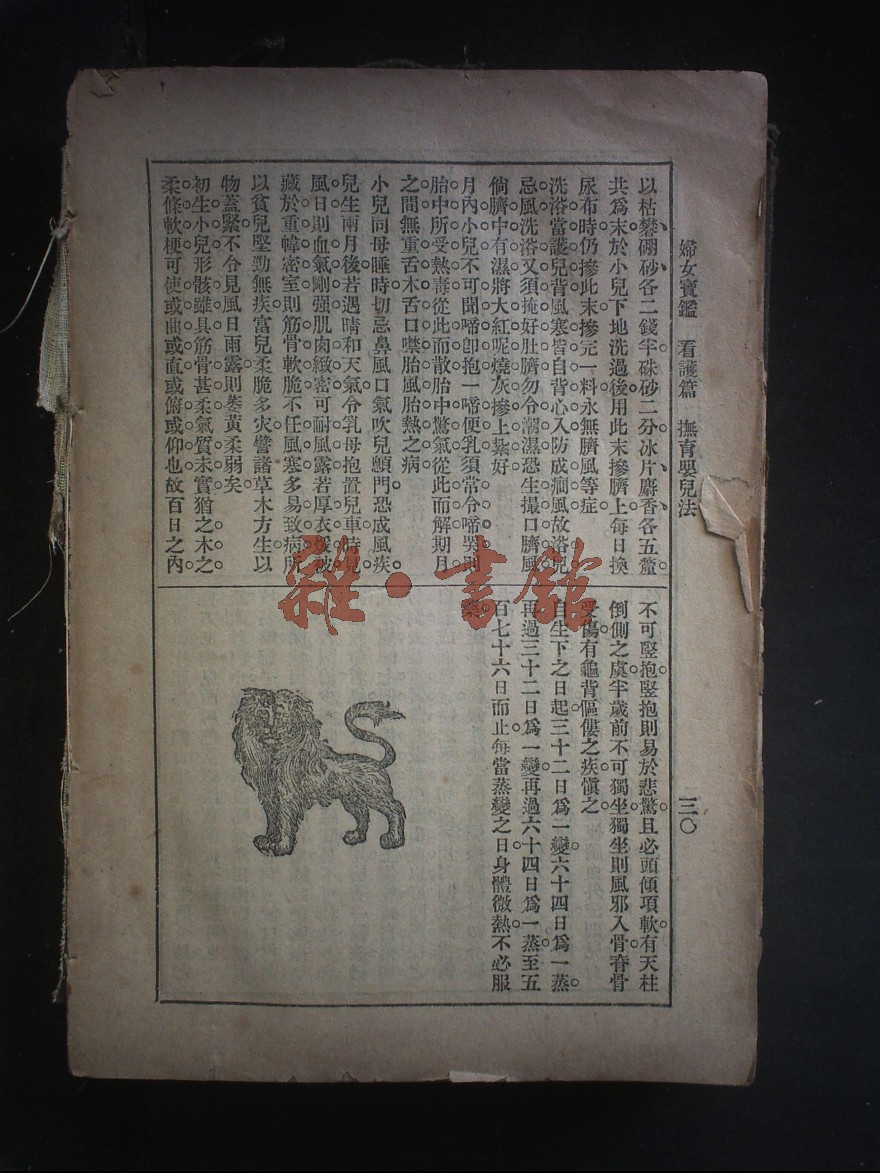 婦女寶鑑　看護篇　撫育嬰兒法　三〇
以枯礬硼砂各二錢半硃砂二分冰片麝香各五釐
共爲末於小兒下地洗過後用此末摻臍上每日換
尿布時仍摻此末摻完一料永無臍風等症
洗浴當護兒背風寒皆自背心入防成癇風故浴兒
忌風洗浴又須掩好肚臍勿令潮濕恐生撮口臍風
倘臍中有濕將大紅呢燒灰摻上紮好
月內小兒不可聞啼卽抱一啼便乳須常令啼哭則
胎中所受熱毒從此而散胎中驚氣從此而解期月
之間無重舌木舌口噤胎風胎熱之病
小兒同母睡時切忌鼻風口氣吹兒顖門恐成風疾
兒生兩月後若遇晴和天氣令乳母抱置兒車時見
風日則血氣剛强肌肉緻密可耐風露若厚衣援被
藏於重幃密室則筋骨軟脆不任風寒多易致病所
以貧兒堅勁無疾富兒柔脆多灾譬諸草木方生以
物蓋緊不令見風日雨露則萎黃柔弱矣
初生小兒形骸雖具筋骨甚柔氣質未實猶之木之
柔條軟梗可使或曲或直或俯或仰也故百日之內
不可竪抱竪抱則易於悲驚且必頭傾項軟有天柱
倒側之虞半歲前不可獨坐獨坐則風邪入骨脊骨
受傷有龜背傴僂之疾愼之
自生下之日起三十二日爲一變六十四日爲一蒸
再過三十二日爲一變再過六十四日爲一蒸至五
百七十六日而止每當蒸變之日身體微熱不必服
藥
雜·書館